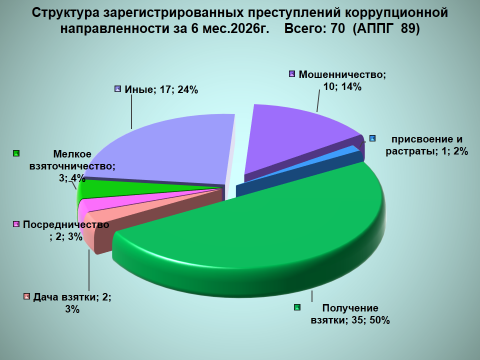 Структура зарегистрированных преступлений коррупционной
направленности за 6 мес.2026г. Всего: 70 (АППГ 89)
Мошенничество;
10; 14%
Иные; 17; 24%
присвоение и
растраты; 1; 2%
Мелкое
взяточничество;
3; 4%
Посредничество
; 2; 3%
Дача взятки; 2;
3%
Получение
взятки; 35; 50%